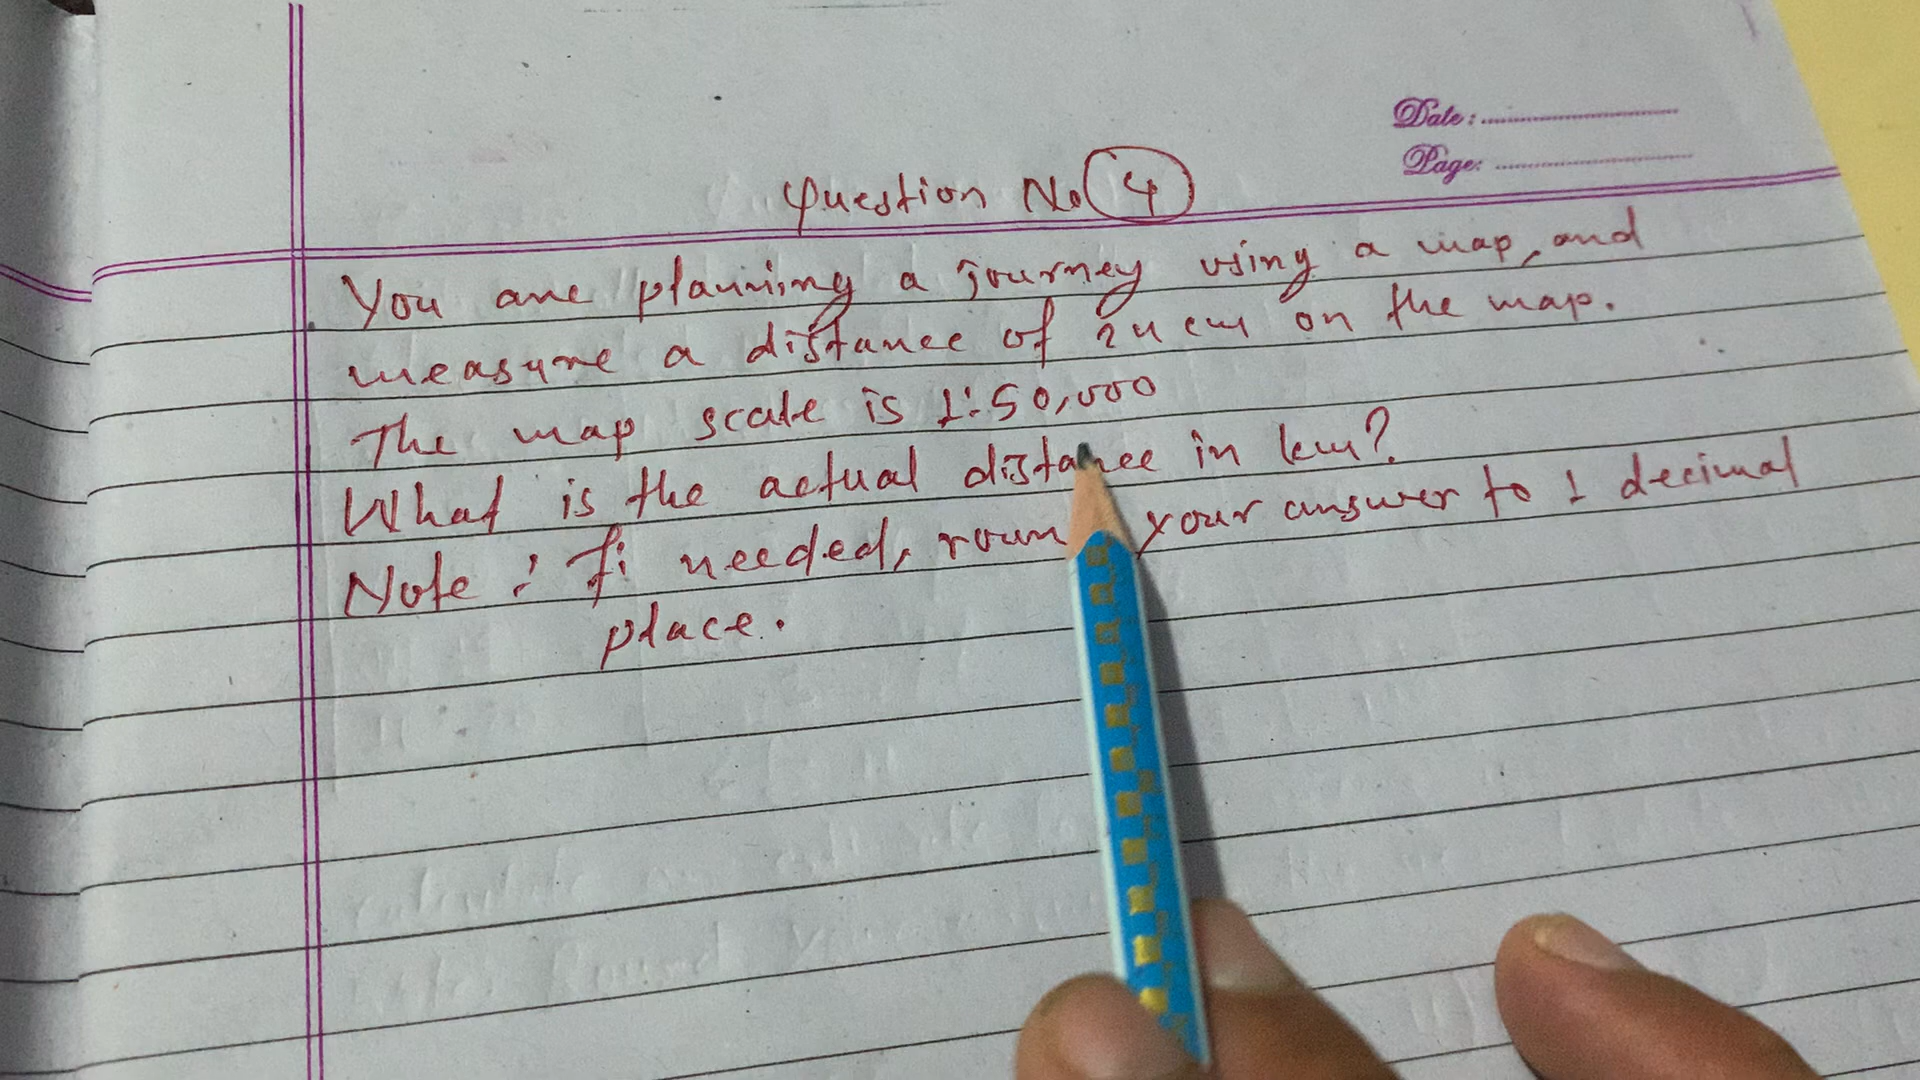 Date:
Page:
Question No 4
You are planning a journey using a map, and
measure a distance of 24 cm on the map.
The map scale is 1:50,000
What is the actual distance in km?
Note: If needed, round your answer to 1 decimal
place.